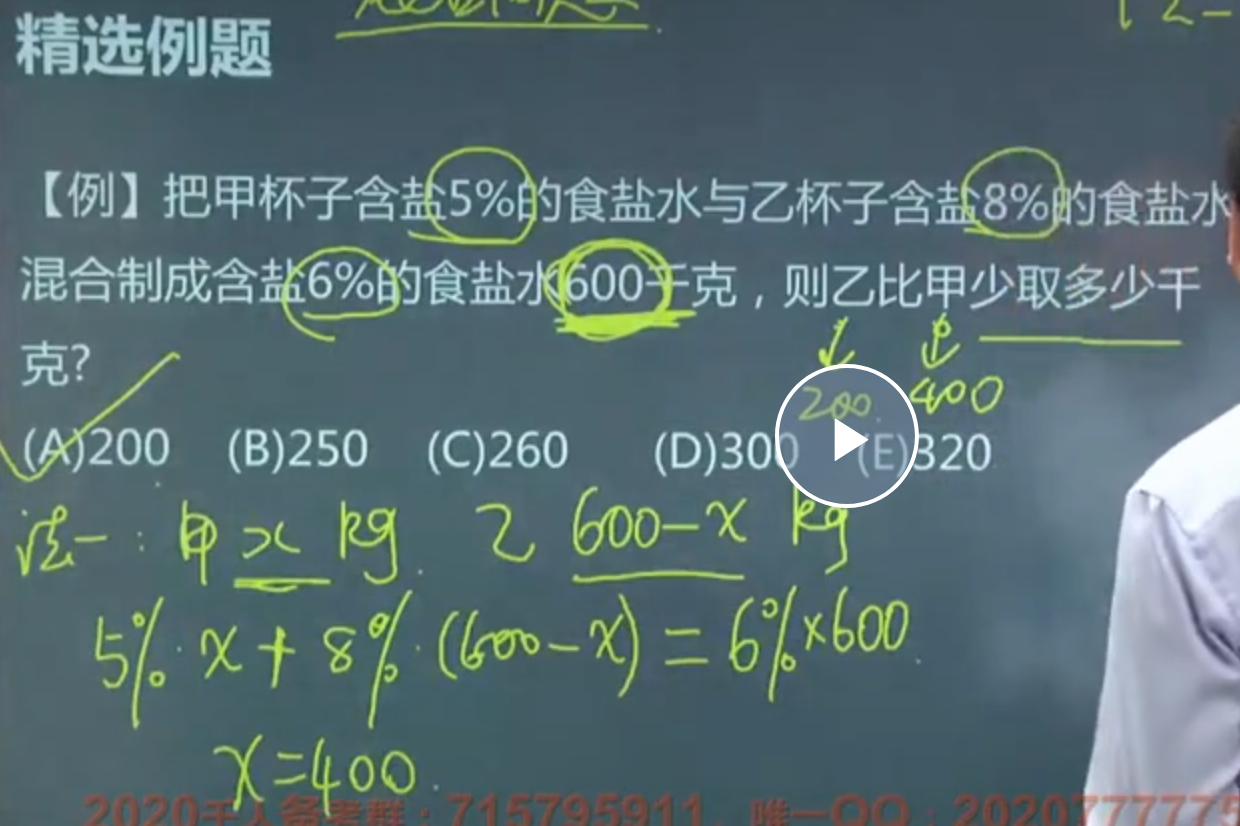 精选例题
【例】把甲杯子含盐5%的食盐水与乙杯子含盐8%的食盐水
混合制成含盐6%的食盐水600千克，则乙比甲少取多少千
克?
200 400
(A)200 (B)250 (C)260 (D)300 (E)320
法一: 甲 x kg. 乙 600-x kg
5%·x+8%·(600-x)=6%×600.
x=400.
2020千人备考群：715795911，唯一QQ：2020777775